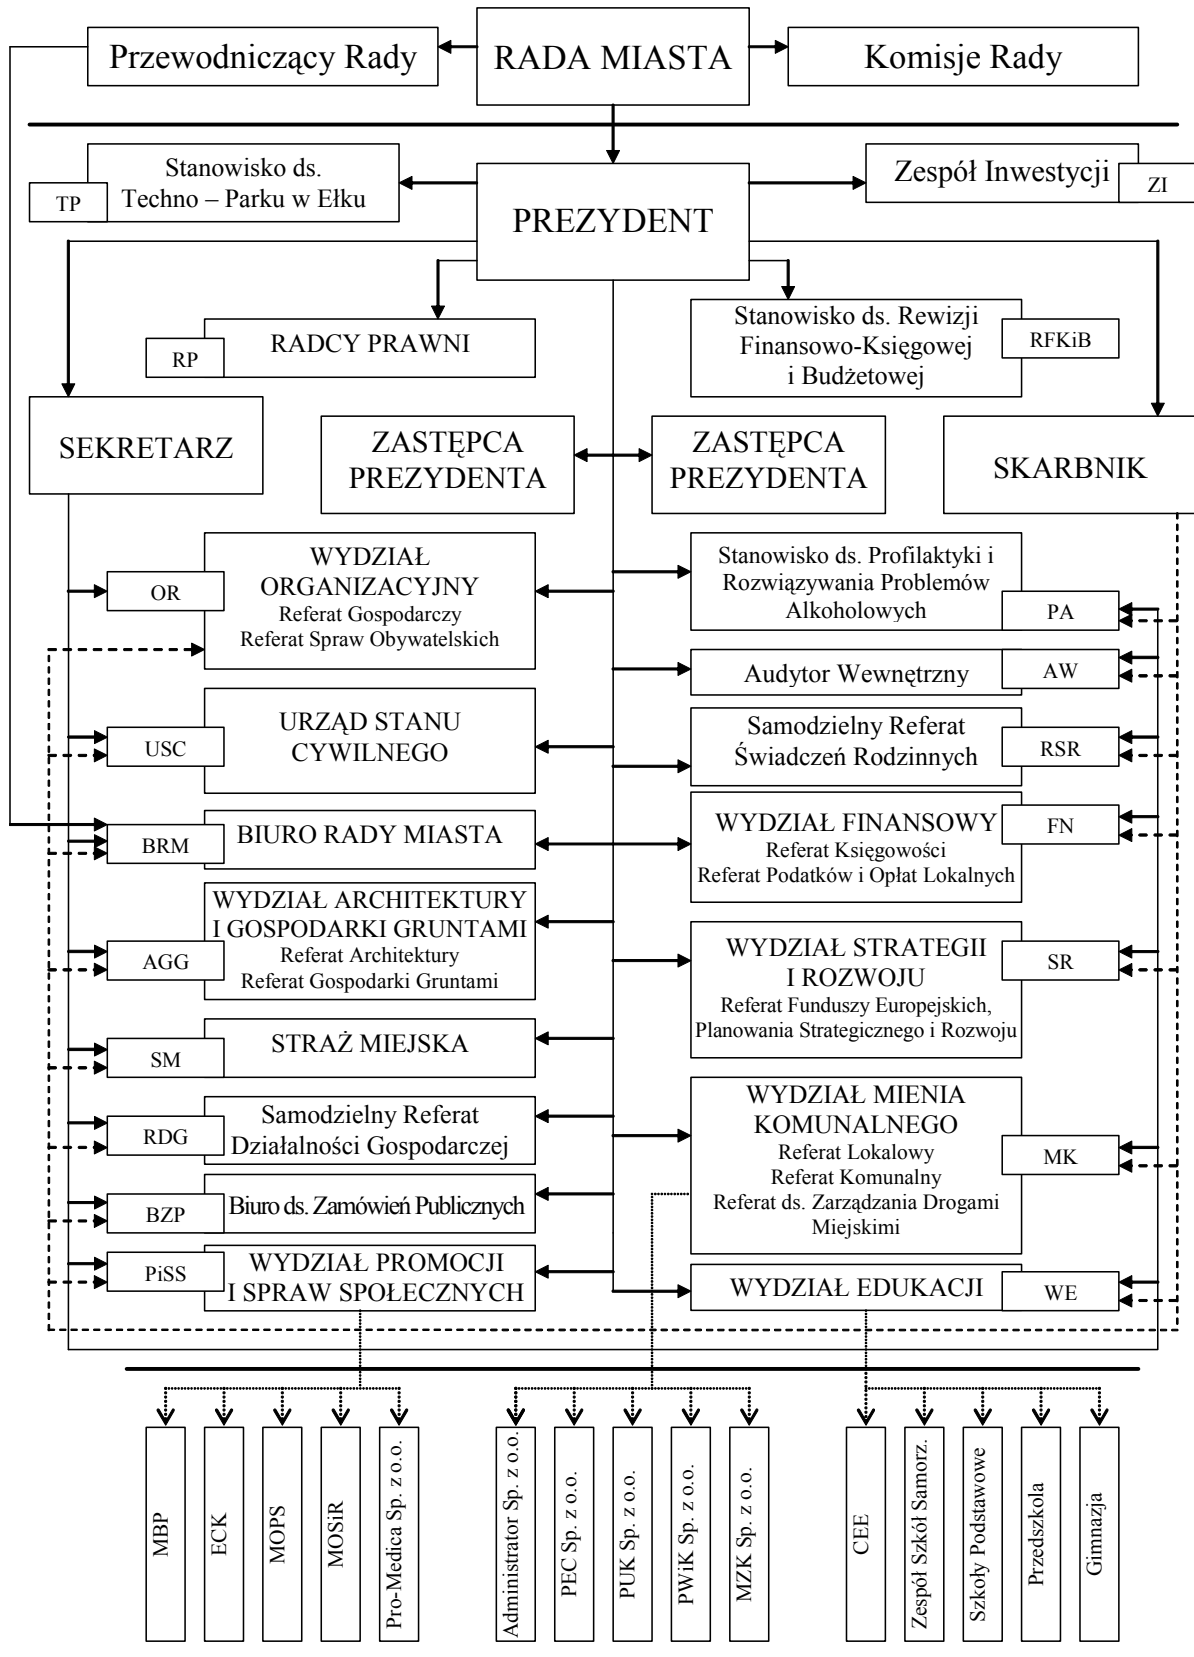 Przewodniczący Rady
RADA MIASTA
Komisje Rady
Stanowisko ds.
Techno – Parku w Ełku
TP
PREZYDENT
Zespół Inwestycji
ZI
RADCY PRAWNI
RP
Stanowisko ds. Rewizji
Finansowo-Księgowej
i Budżetowej
RFKiB
SEKRETARZ
ZASTĘPCA
PREZYDENTA
ZASTĘPCA
PREZYDENTA
SKARBNIK
OR
WYDZIAŁ
ORGANIZACYJNY
Referat Gospodarczy
Referat Spraw Obywatelskich
Stanowisko ds. Profilaktyki i
Rozwiązywania Problemów
Alkoholowych
PA
Audytor Wewnętrzny
AW
USC
URZĄD STANU
CYWILNEGO
Samodzielny Referat
Świadczeń Rodzinnych
RSR
BRM
BIURO RADY MIASTA
WYDZIAŁ FINANSOWY
Referat Księgowości
Referat Podatków i Opłat Lokalnych
FN
AGG
WYDZIAŁ ARCHITEKTURY
I GOSPODARKI GRUNTAMI
Referat Architektury
Referat Gospodarki Gruntami
WYDZIAŁ STRATEGII
I ROZWOJU
Referat Funduszy Europejskich,
Planowania Strategicznego i Rozwoju
SR
SM
STRAŻ MIEJSKA
RDG
Samodzielny Referat
Działalności Gospodarczej
WYDZIAŁ MIENIA
KOMUNALNEGO
Referat Lokalowy
Referat Komunalny
Referat ds. Zarządzania Drogami
Miejskimi
MK
BZP
Biuro ds. Zamówień Publicznych
PiSS
WYDZIAŁ PROMOCJI
I SPRAW SPOŁECZNYCH
WYDZIAŁ EDUKACJI
WE
MBP
ECK
MOPS
MOSiR
Pro-Medica Sp. z o.o.
Administrator Sp. z o.o.
PEC Sp. z o.o.
PUK Sp. z o.o.
PWiK Sp. z o.o.
MZK Sp. z o.o.
CEE
Zespół Szkół Samorz.
Szkoły Podstawowe
Przedszkola
Gimnazja